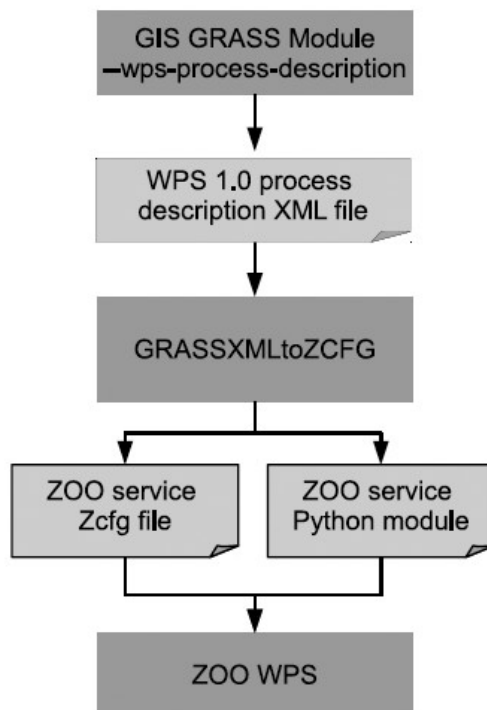 GIS GRASS Module
–wps-process-description
WPS 1.0 process
description XML file
GRASSXMLtoZCFG
ZOO service
Zcfg file
ZOO service
Python module
ZOO WPS